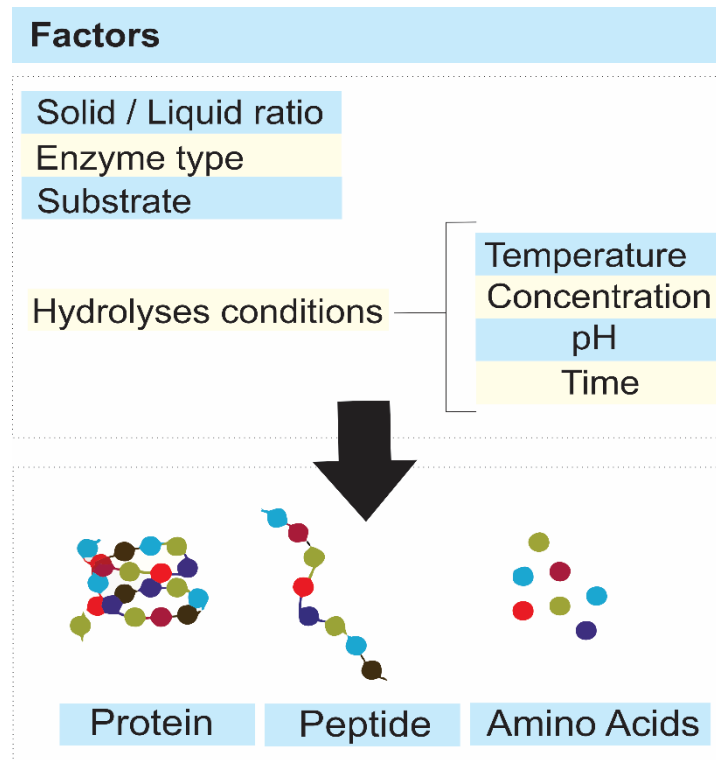 Factors
Solid / Liquid ratio
Enzyme type
Substrate
Hydrolyses conditions
Temperature
Concentration
pH
Time
Protein
Peptide
Amino Acids